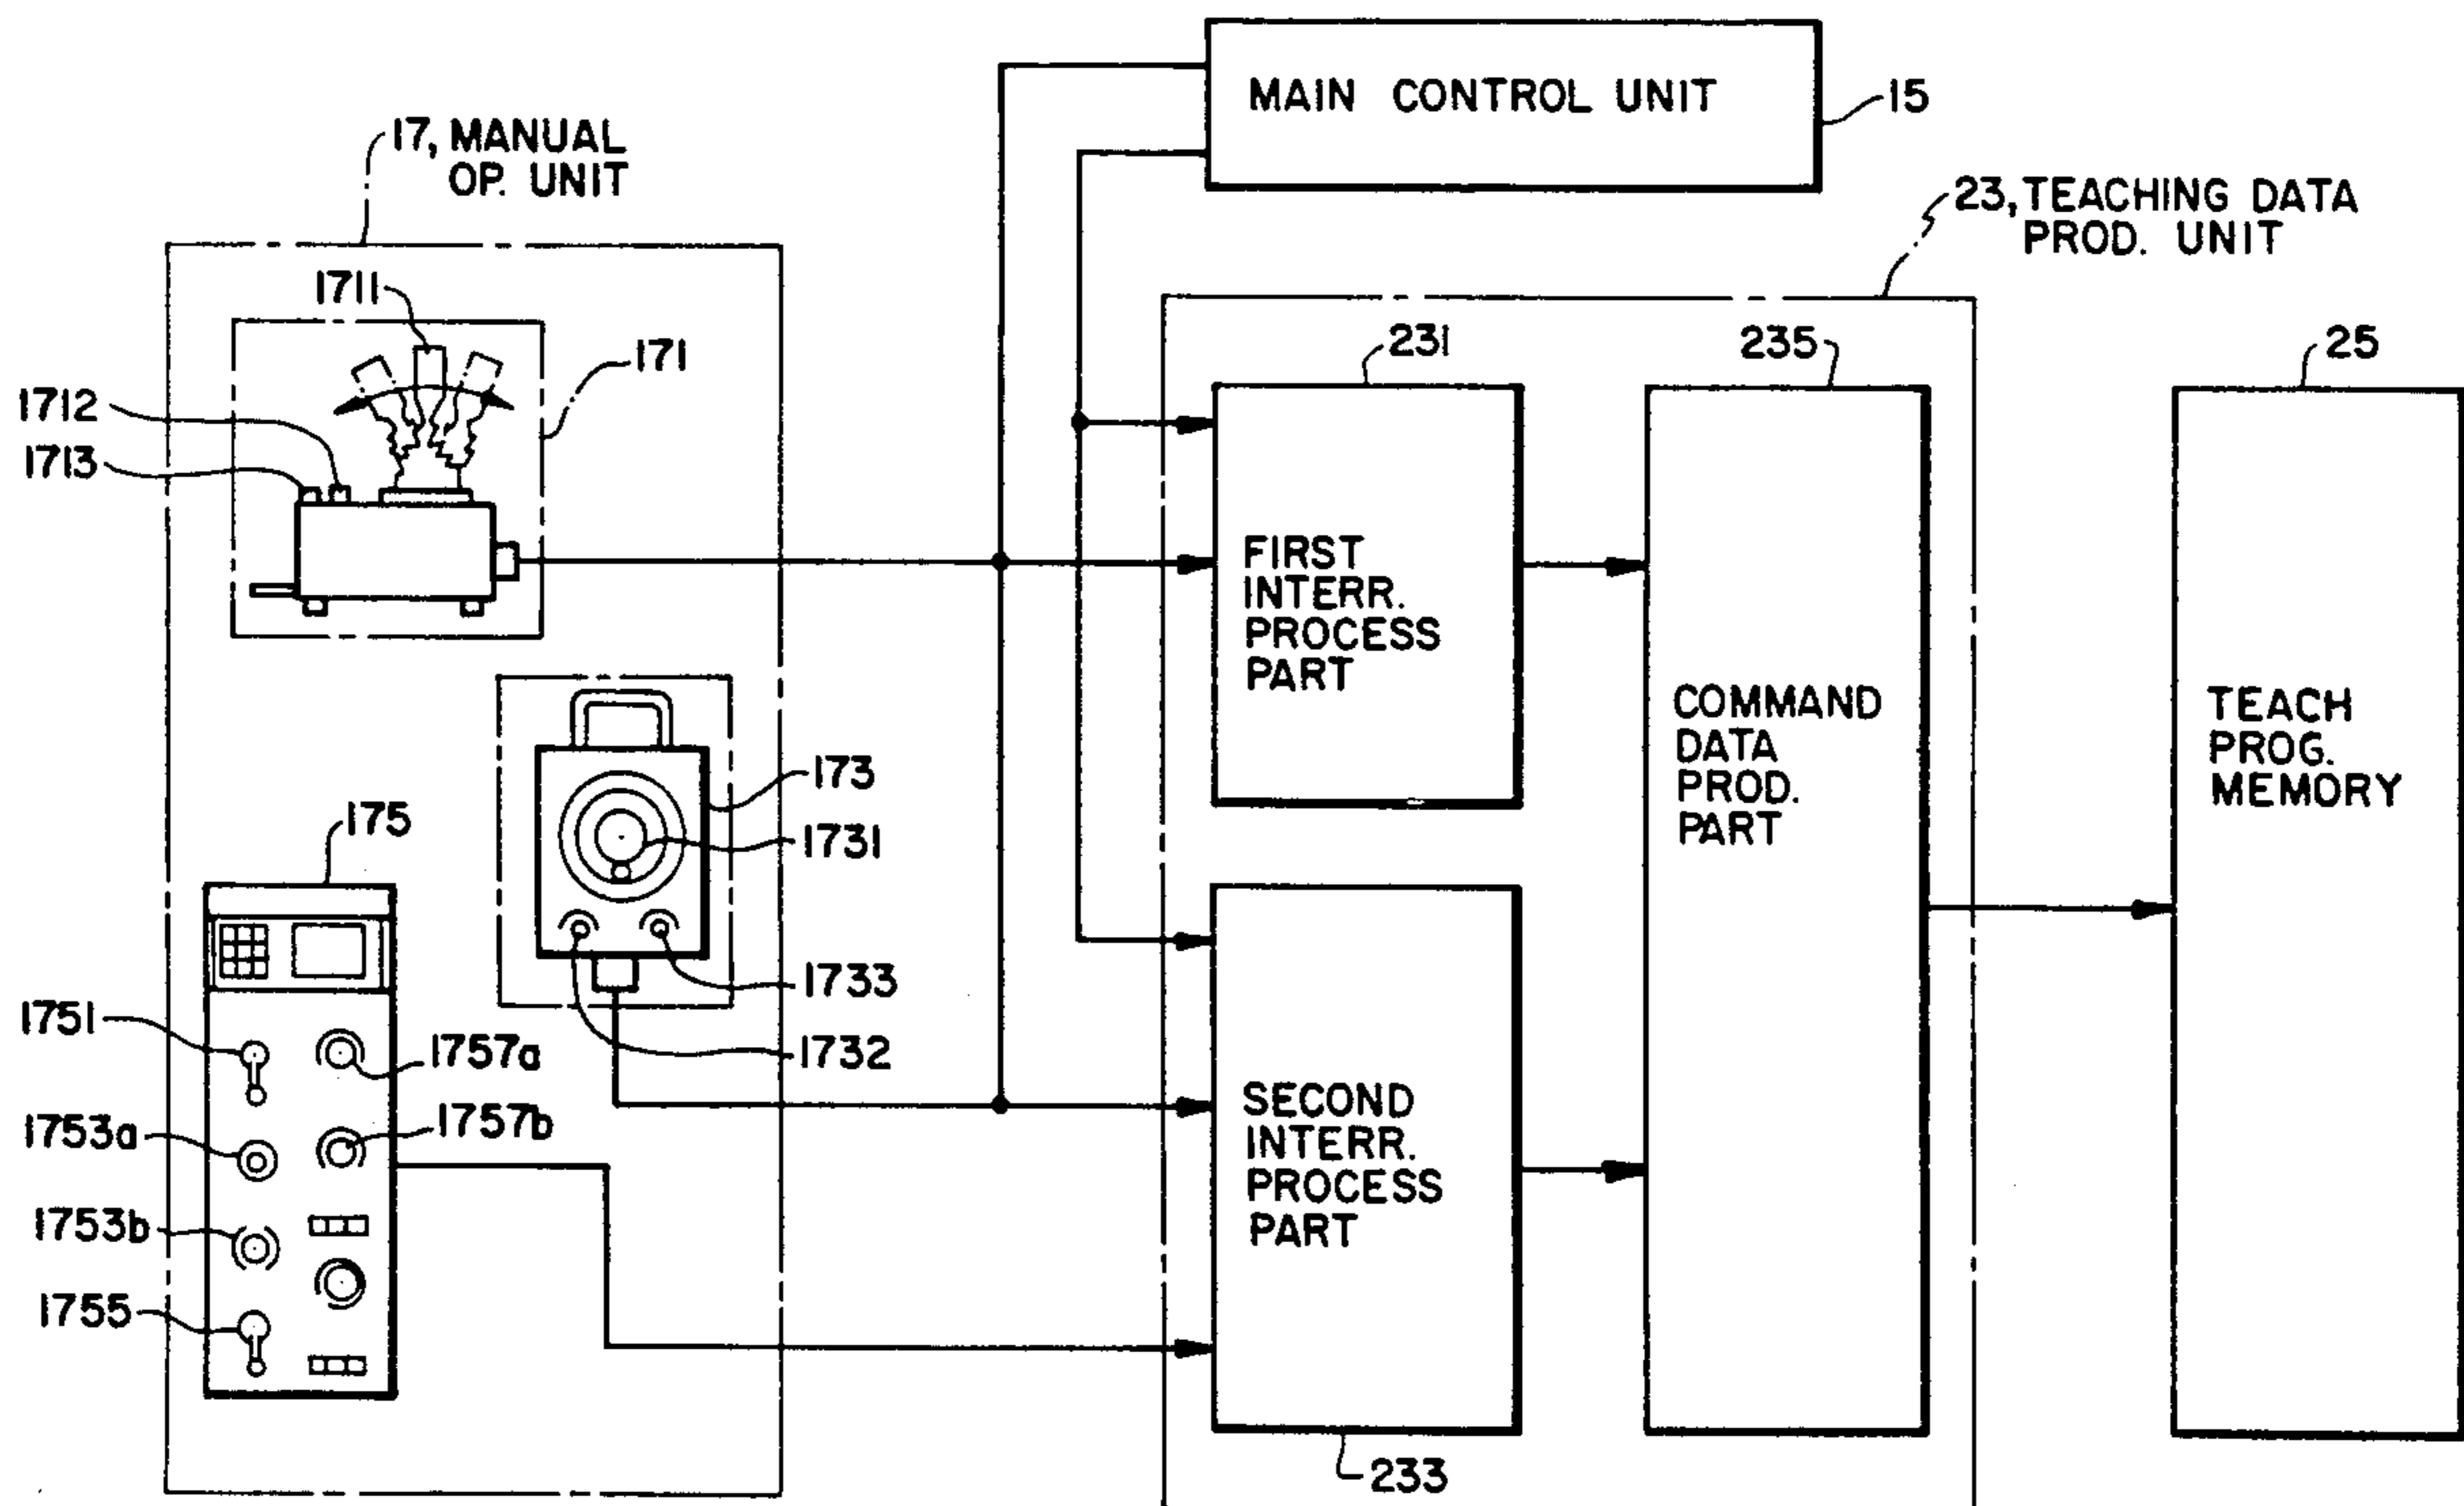 MAIN CONTROL UNIT
15
17, MANUAL
OP. UNIT
23, TEACHING DATA
PROD. UNIT
1711
171
1712
1713
231
235
25
FIRST
INTERR.
PROCESS
PART
COMMAND
DATA
PROD.
PART
TEACH
PROG.
MEMORY
173
1731
175
1733
1732
1751
1757a
1757b
1753a
1753b
1755
SECOND
INTERR.
PROCESS
PART
233